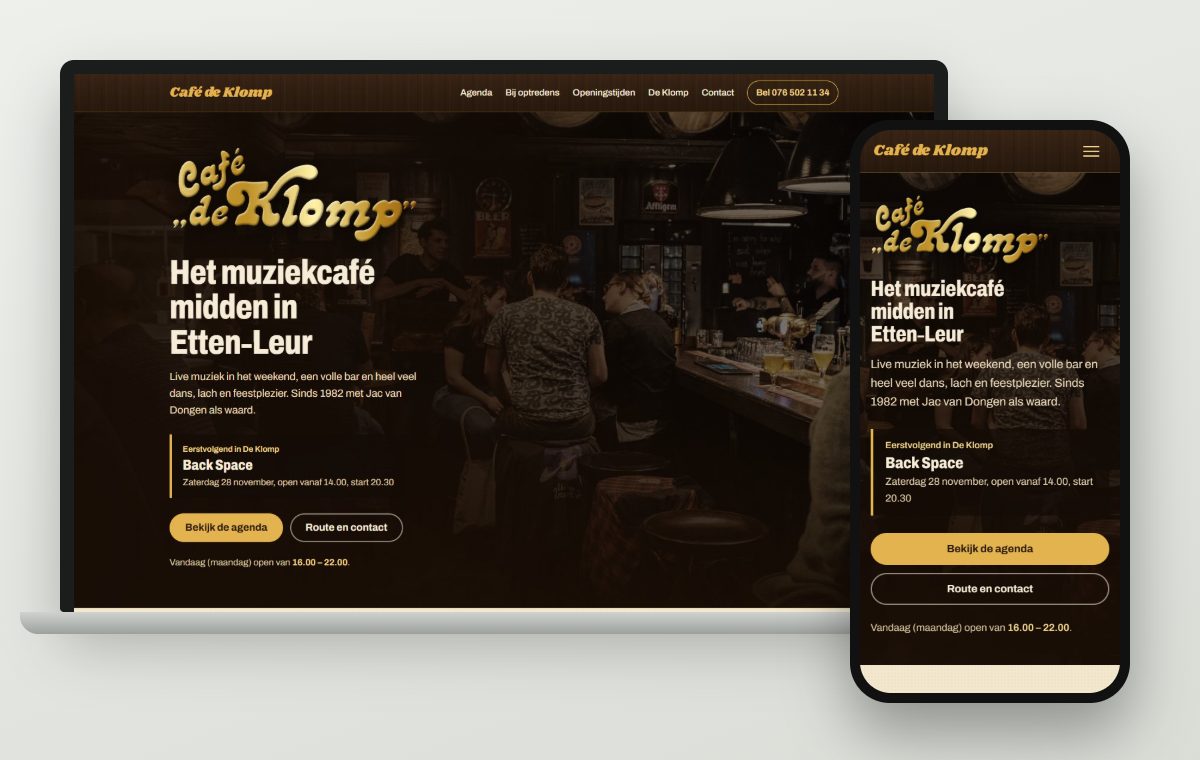 Café de Klomp
Agenda Bij optredens Openingstijden De Klomp Contact Bel 076 502 11 34
Café
„de Klomp”
BEER
Affligem
Het muziekcafé
midden in
Etten-Leur
Live muziek in het weekend, een volle bar en heel veel
dans, lach en feestplezier. Sinds 1982 met Jac van
Dongen als waard.
Eerstvolgend in De Klomp
Back Space
Zaterdag 28 november, open vanaf 14.00, start 20.30
Bekijk de agenda
Route en contact
Vandaag (maandag) open van 16.00 – 22.00.
Café de Klomp
Café
„de Klomp”
Het muziekcafé
midden in
Etten-Leur
Live muziek in het weekend, een volle bar en
heel veel dans, lach en feestplezier. Sinds
1982 met Jac van Dongen als waard.
Eerstvolgend in De Klomp
Back Space
Zaterdag 28 november, open vanaf 14.00, start
20.30
Bekijk de agenda
Route en contact
Vandaag (maandag) open van 16.00 – 22.00.